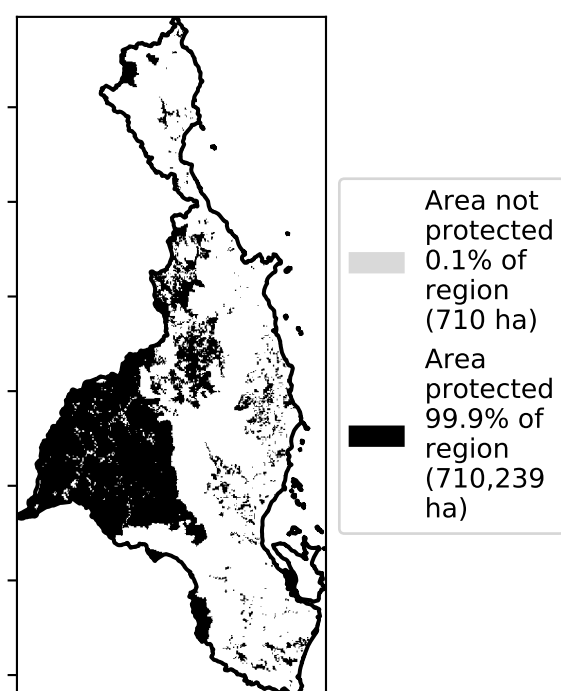 Area not
protected
0.1% of
region
(710 ha)
Area
protected
99.9% of
region
(710,239
ha)